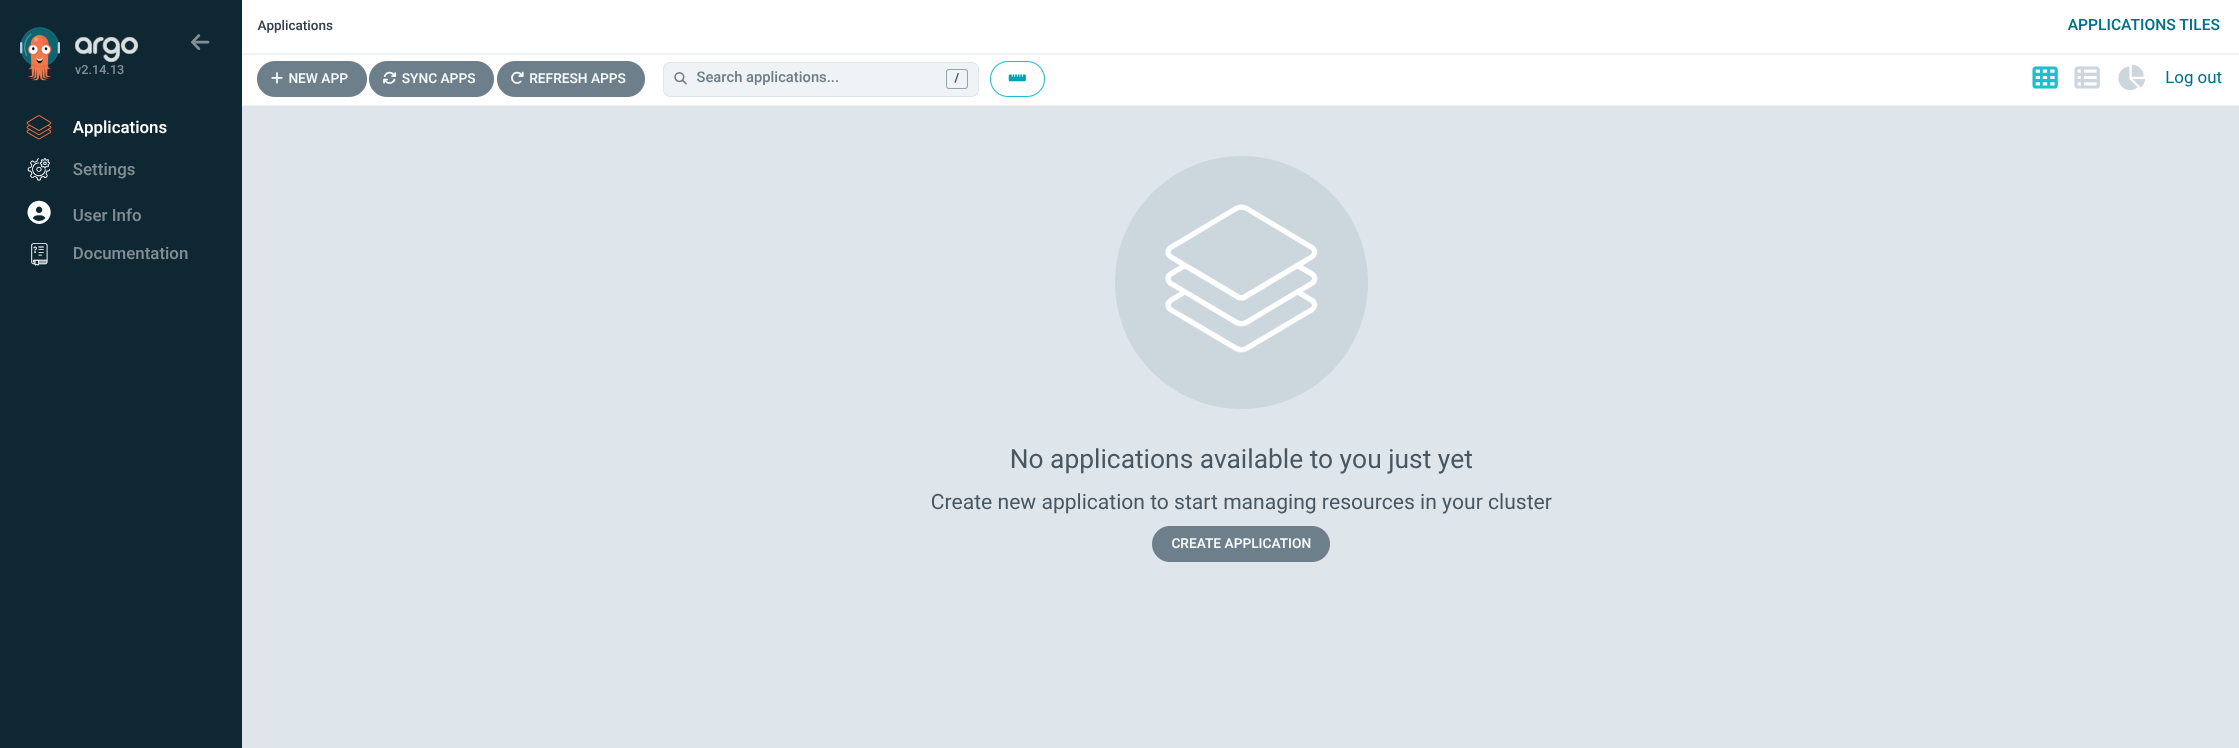 argo
v2.14.13
Applications
Settings
User Info
Documentation
Applications
APPLICATIONS TILES
NEW APP
SYNC APPS
REFRESH APPS
Search applications...
/
Log out
No applications available to you just yet
Create new application to start managing resources in your cluster
CREATE APPLICATION